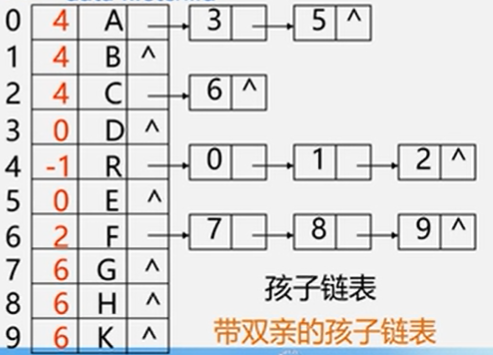 0 4 A 3 5 ^
1 4 B ^
2 4 C 6 ^
3 0 D ^
4 -1 R 0 1 2 ^
5 0 E ^
6 2 F 7 8 9 ^
7 6 G ^
8 6 H ^
9 6 K ^
孩子链表
带双亲的孩子链表